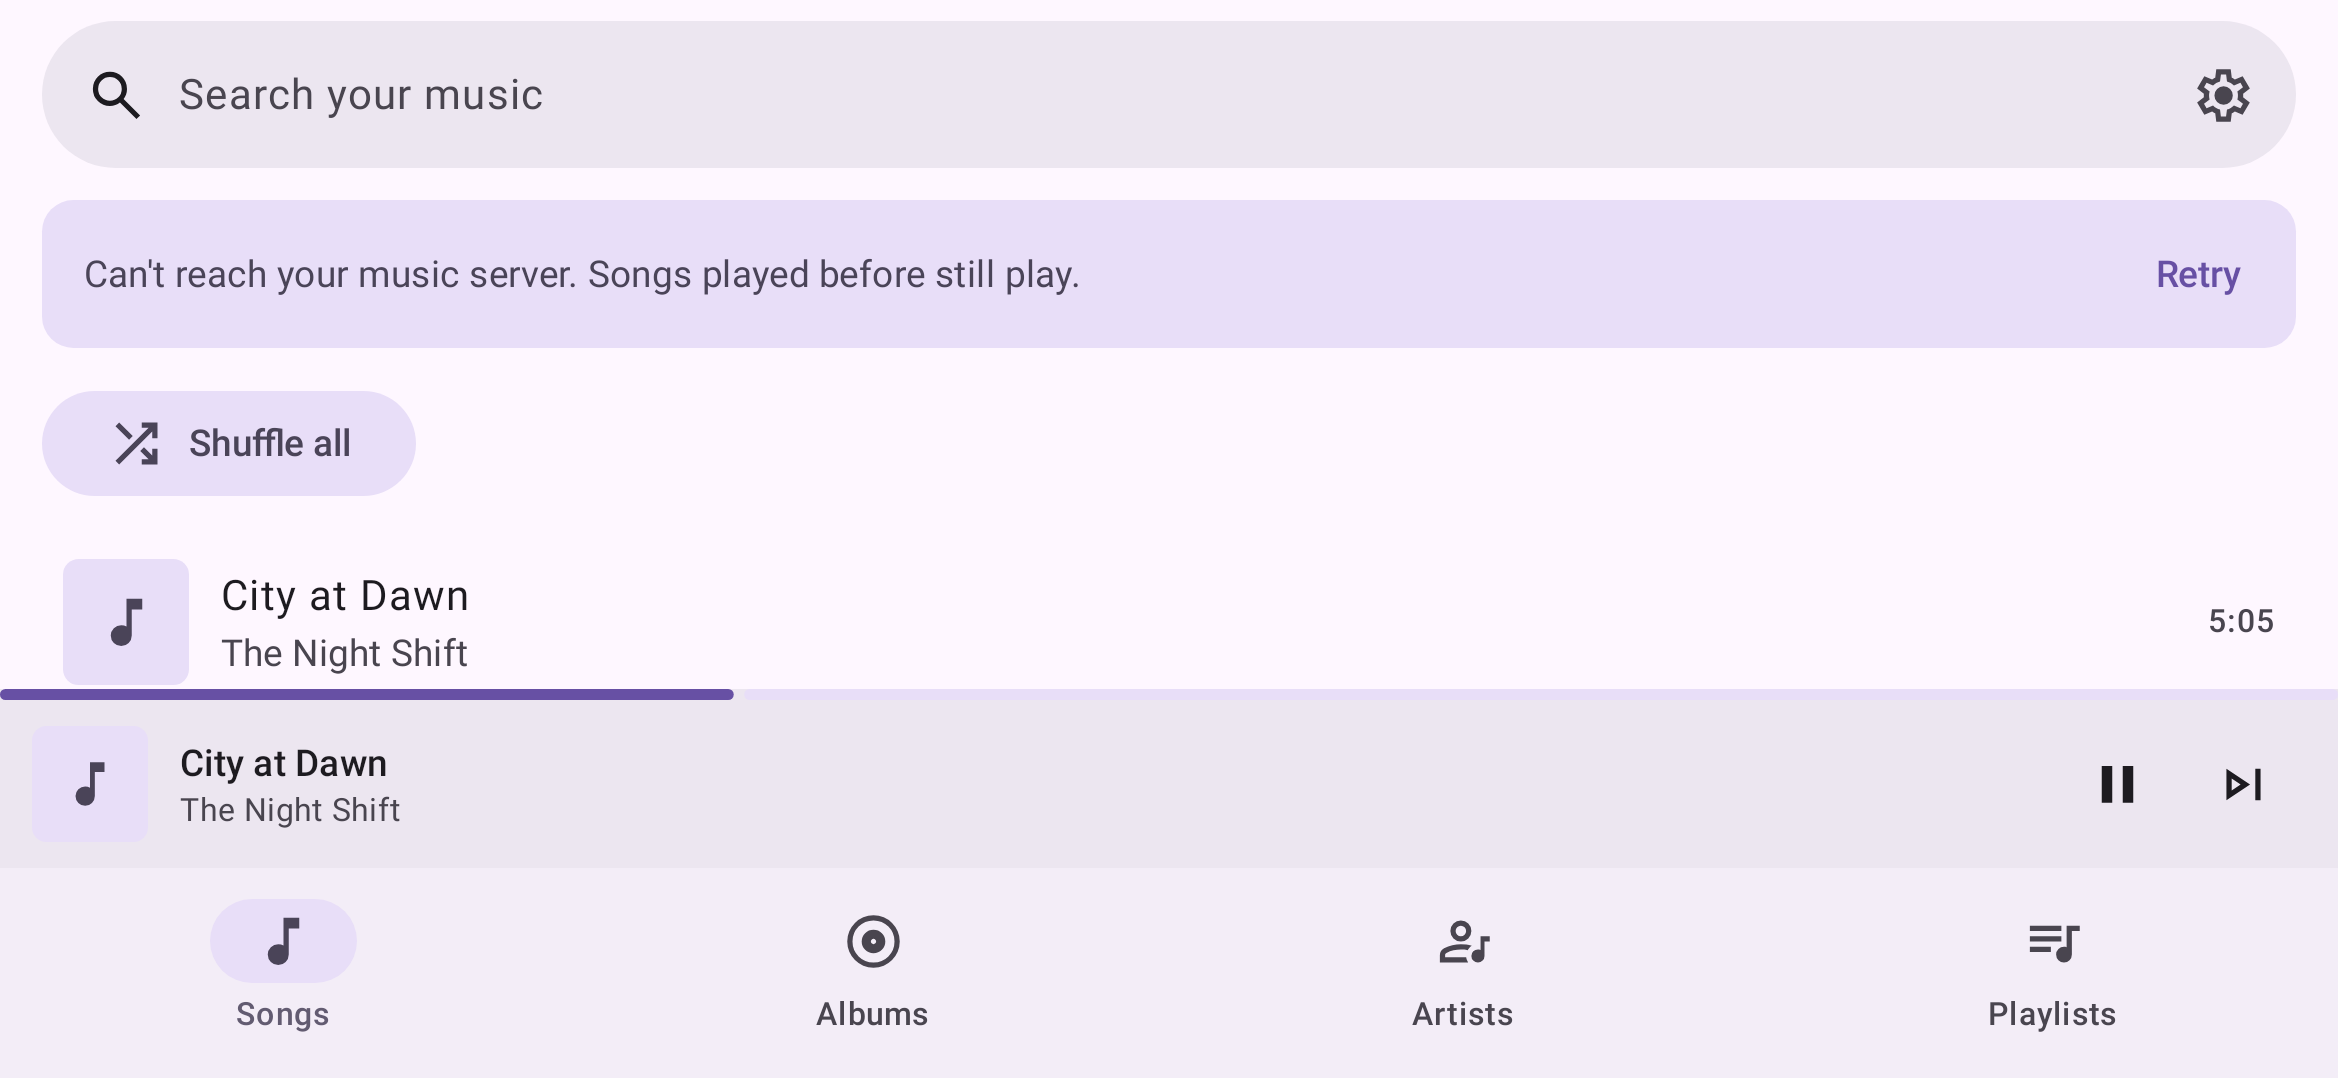 Search your music
Can't reach your music server. Songs played before still play.
Retry
Shuffle all
City at Dawn
The Night Shift
5:05
City at Dawn
The Night Shift
Songs
Albums
Artists
Playlists